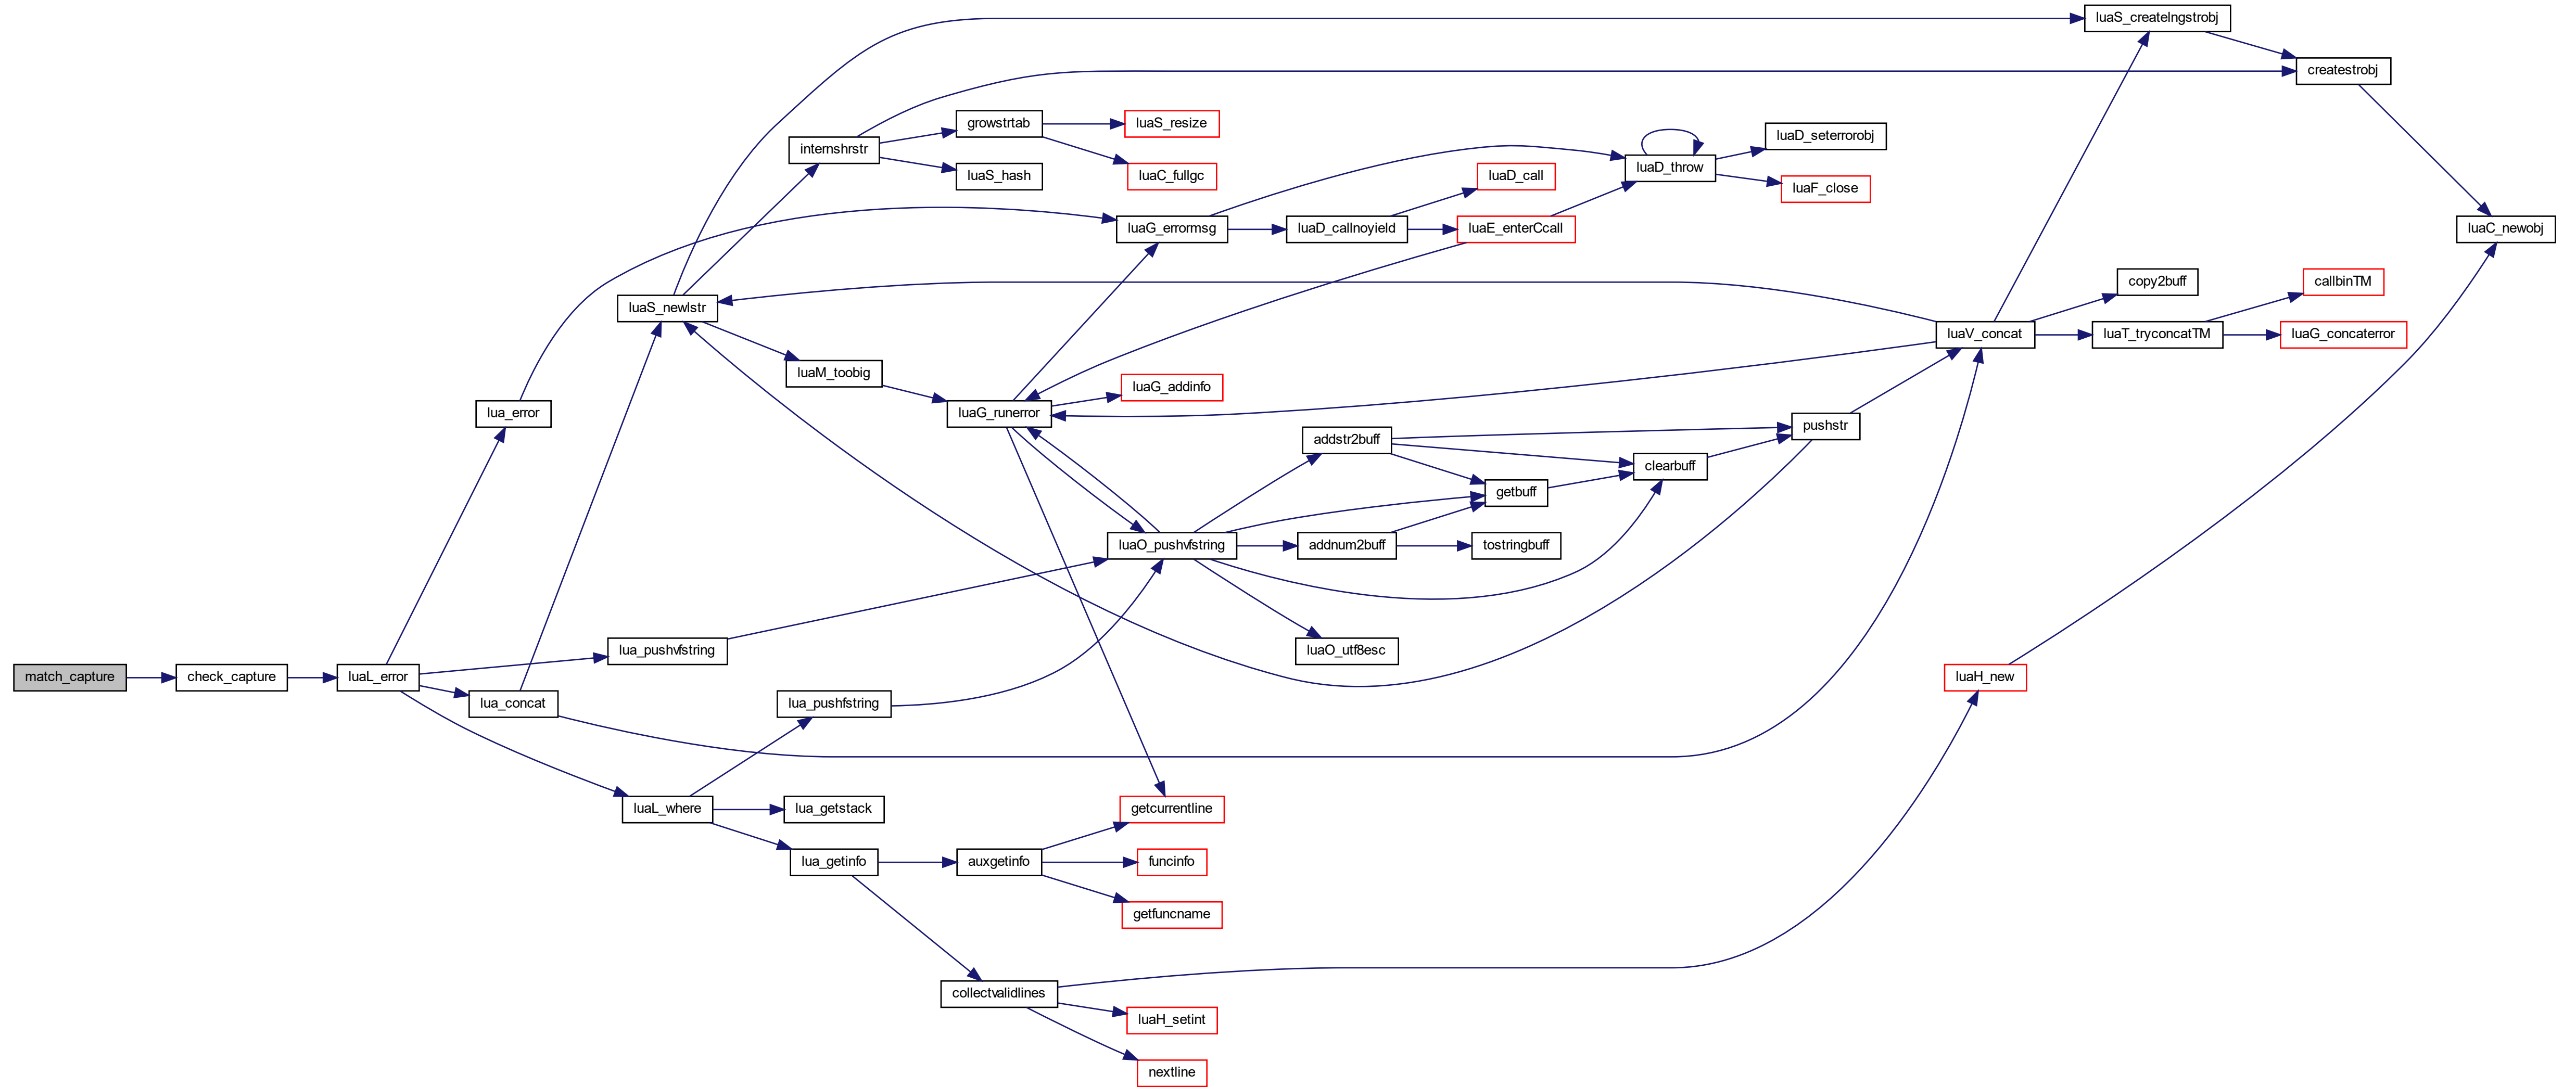 luaS_createlngstrobj
createstrobj
growstrtab
luaS_resize
luaD_seterrorobj
internshrstr
luaD_throw
luaS_hash
luaC_fullgc
luaD_call
luaF_close
luaG_errormsg
luaD_callnoyield
luaE_enterCcall
luaC_newobj
copy2buff
callbinTM
luaS_newlstr
luaV_concat
luaT_tryconcatTM
luaG_concaterror
luaM_toobig
luaG_addinfo
lua_error
luaG_runerror
pushstr
addstr2buff
clearbuff
getbuff
luaO_pushvfstring
addnum2buff
tostringbuff
lua_pushvfstring
luaO_utf8esc
match_capture
check_capture
luaL_error
luaH_new
lua_concat
lua_pushfstring
luaL_where
lua_getstack
getcurrentline
lua_getinfo
auxgetinfo
funcinfo
getfuncname
collectvalidlines
luaH_setint
nextline